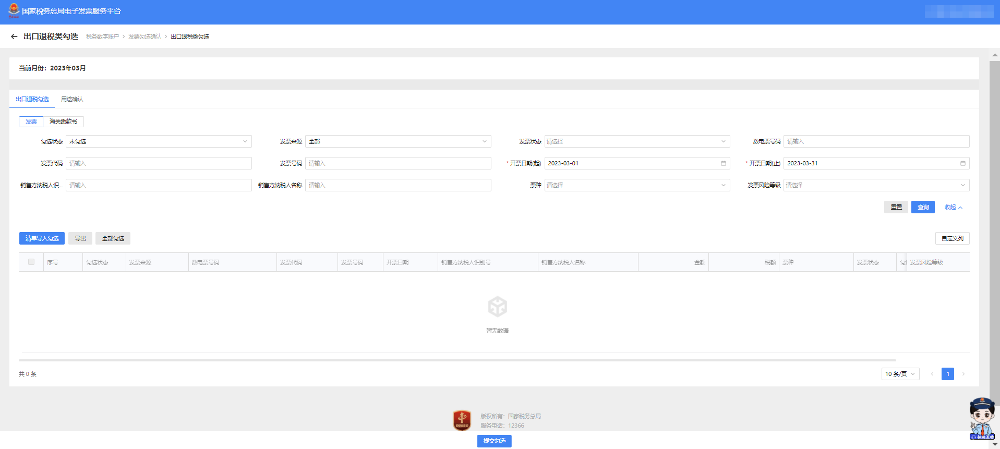 国家税务总局电子发票服务平台
出口退税类勾选 税务数字账户 > 发票勾选确认 > 出口退税类勾选
当前月份：2023年03月
出口退税勾选 用途确认
发票 海关缴款书
勾选状态 未勾选 发票来源 全部 发票状态 请选择 数电票号码 请输入
发票代码 请输入 发票号码 请输入 * 开票日期(起) 2023-03-01 * 开票日期(止) 2023-03-31
销售方纳税人识... 请输入 销售方纳税人名称 请输入 票种 请选择 发票风险等级 请选择
重置 查询 收起
清单导入勾选 导出 全部勾选 自定义列
序号 勾选状态 发票来源 数电票号码 发票代码 发票号码 开票日期 销售方纳税人识别号 销售方纳税人名称 金额 税额 票种 发票状态 发票风险等级
暂无数据
共 0 条 10 条/页 1
版权所有：国家税务总局
服务电话：12366
提交勾选